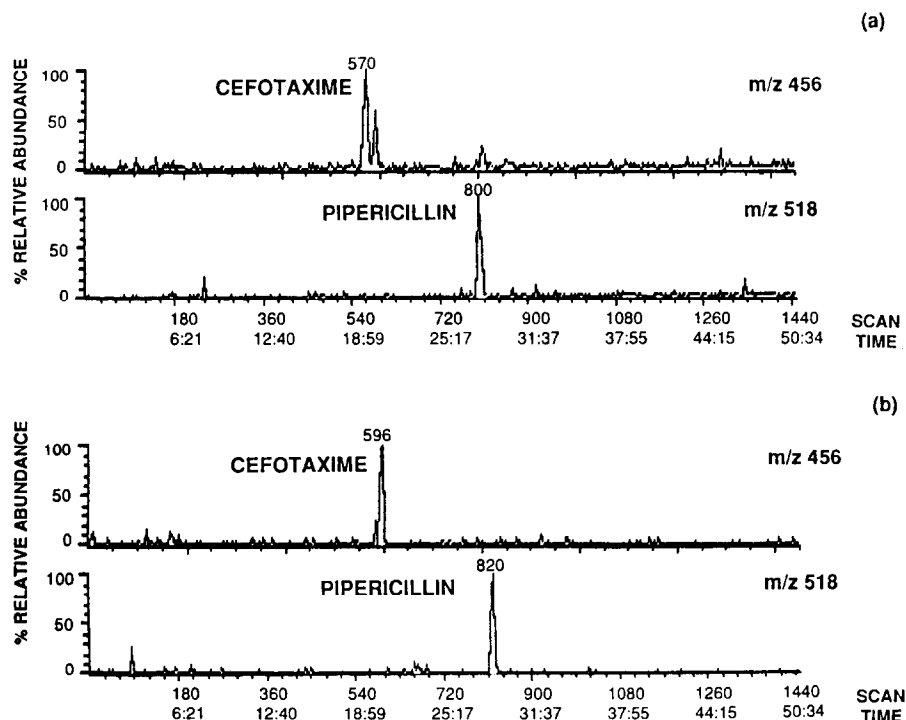 (a)
% RELATIVE ABUNDANCE
570
CEFOTAXIME
m/z 456
100
50
0
800
PIPERICILLIN
m/z 518
100
50
0
180 360 540 720 900 1080 1260 1440 SCAN
6:21 12:40 18:59 25:17 31:37 37:55 44:15 50:34 TIME
(b)
% RELATIVE ABUNDANCE
596
CEFOTAXIME
m/z 456
100
50
0
820
PIPERICILLIN
m/z 518
100
50
0
180 360 540 720 900 1080 1260 1440 SCAN
6:21 12:40 18:59 25:17 31:37 37:55 44:15 50:34 TIME